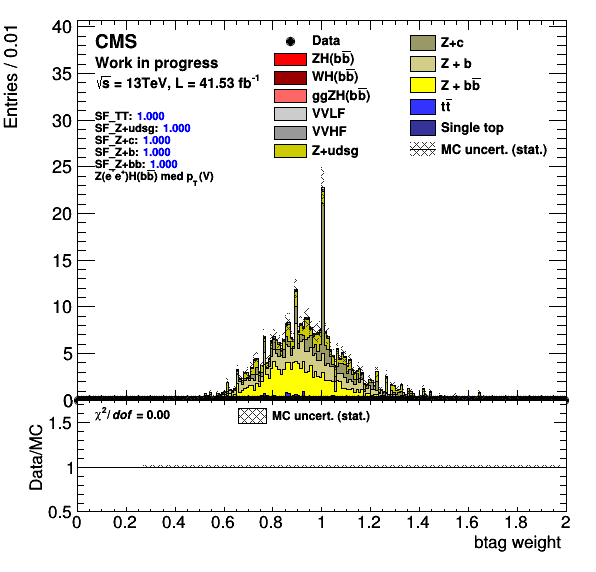 CMS
Work in progress
√s = 13TeV, L = 41.53 fb⁻¹
SF_TT: 1.000
SF_Z+udsg: 1.000
SF_Z+c: 1.000
SF_Z+b: 1.000
SF_Z+bb: 1.000
Z(e⁻e⁺)H(bb̅) med p_T(V)
Data
ZH(bb̅)
WH(bb̅)
ggZH(bb̅)
VVLF
VVHF
Z+udsg
Z+c
Z + b
Z + bb̅
tt̅
Single top
MC uncert. (stat.)
Entries / 0.01
40
35
30
25
20
15
10
5
0
χ²/dof = 0.00
MC uncert. (stat.)
Data/MC
1.5
1
0.5
0 0.2 0.4 0.6 0.8 1 1.2 1.4 1.6 1.8 2
btag weight